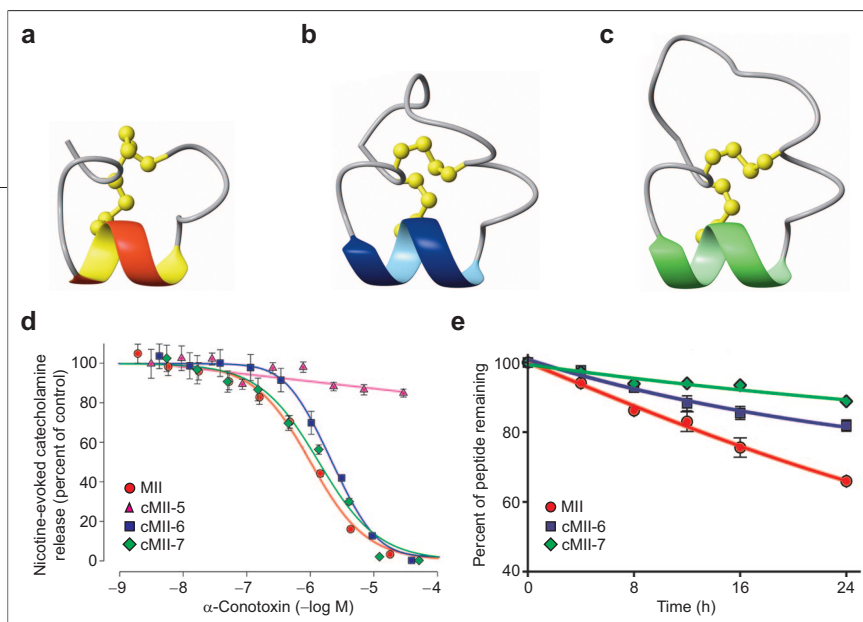 a
b
c
d
100
80
60
40
20
0
Nicotine-evoked catecholamine
release (percent of control)
MII
cMII-5
cMII-6
cMII-7
–9
–8
–7
–6
–5
–4
α-Conotoxin (–log M)
e
100
80
60
40
Percent of peptide remaining
MII
cMII-6
cMII-7
0
8
16
24
Time (h)